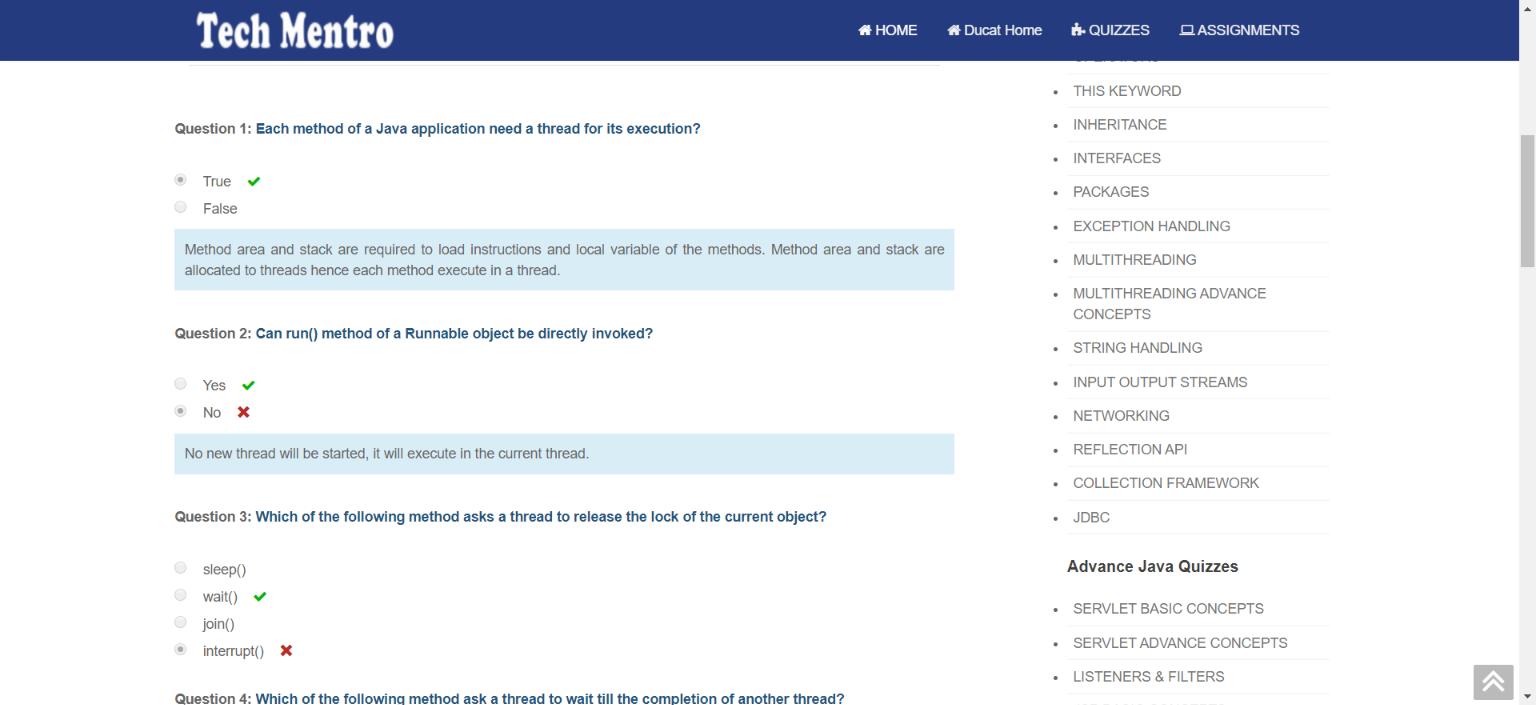 Tech Mentro
HOME
Ducat Home
QUIZZES
ASSIGNMENTS
Question 1: Each method of a Java application need a thread for its execution?
True
False
Method area and stack are required to load instructions and local variable of the methods. Method area and stack are
allocated to threads hence each method execute in a thread.
Question 2: Can run() method of a Runnable object be directly invoked?
Yes
No
No new thread will be started, it will execute in the current thread.
Question 3: Which of the following method asks a thread to release the lock of the current object?
sleep()
wait()
join()
interrupt()
Question 4: Which of the following method ask a thread to wait till the completion of another thread?
THIS KEYWORD
INHERITANCE
INTERFACES
PACKAGES
EXCEPTION HANDLING
MULTITHREADING
MULTITHREADING ADVANCE
CONCEPTS
STRING HANDLING
INPUT OUTPUT STREAMS
NETWORKING
REFLECTION API
COLLECTION FRAMEWORK
JDBC
Advance Java Quizzes
SERVLET BASIC CONCEPTS
SERVLET ADVANCE CONCEPTS
LISTENERS & FILTERS